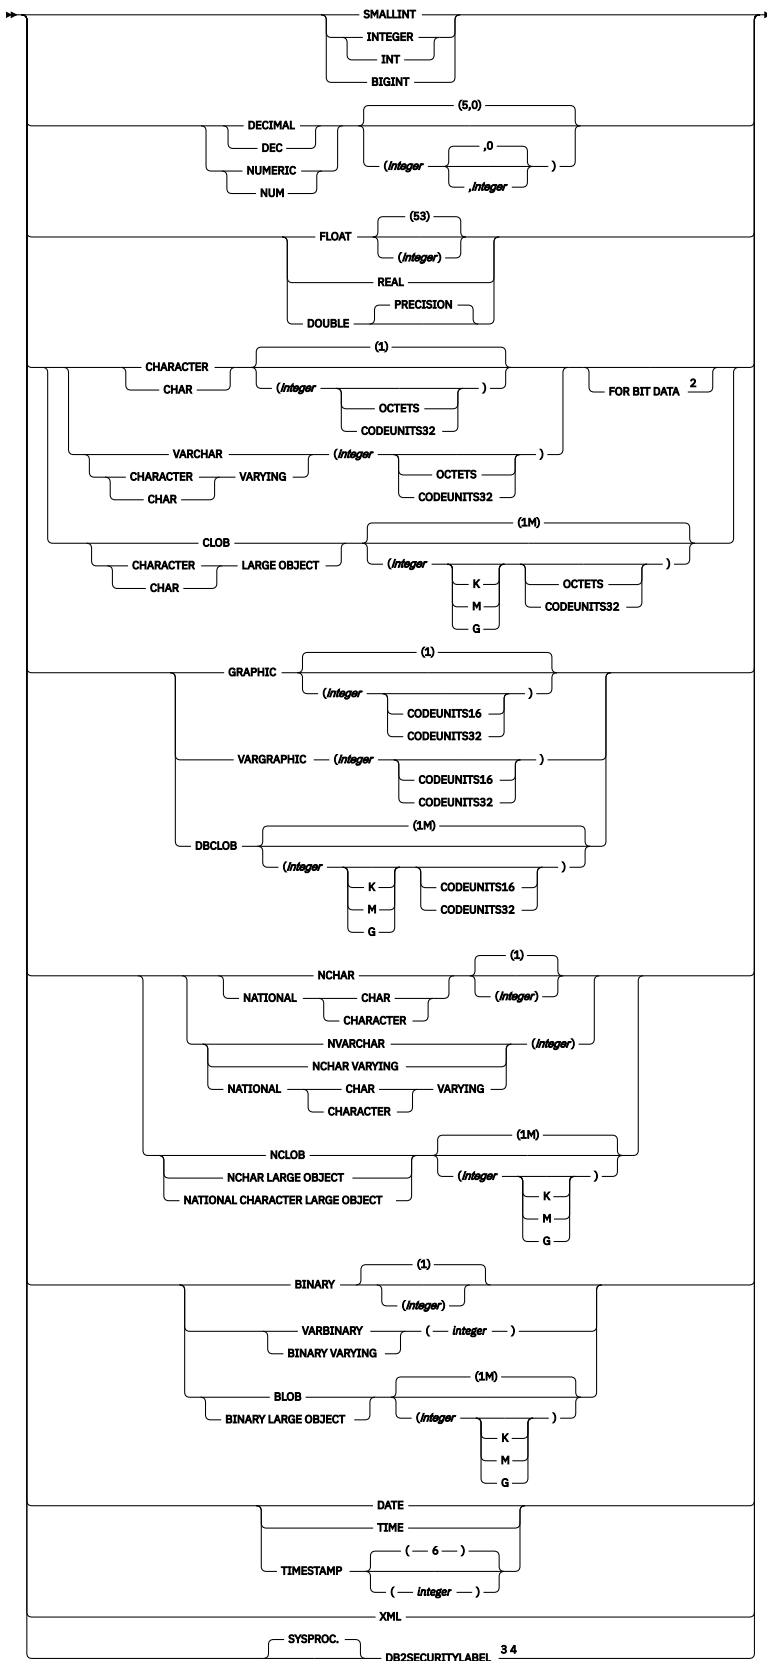 SMALLINT
INTEGER
INT
BIGINT
(5,0)
DECIMAL
DEC
(integer ,0 )
NUMERIC
,integer
NUM
(53)
FLOAT
(integer)
REAL
PRECISION
DOUBLE
(1)
CHARACTER
CHAR
(integer )
FOR BIT DATA 2
OCTETS
CODEUNITS32
VARCHAR (integer )
CHARACTER VARYING
OCTETS
CHAR
CODEUNITS32
(1M)
CLOB
CHARACTER LARGE OBJECT (integer )
CHAR
K OCTETS
M CODEUNITS32
G
(1)
GRAPHIC
(integer )
CODEUNITS16
CODEUNITS32
VARGRAPHIC (integer )
CODEUNITS16
CODEUNITS32
(1M)
DBCLOB
(integer )
K CODEUNITS16
M CODEUNITS32
G
(1)
NCHAR
NATIONAL CHAR (integer)
CHARACTER
NVARCHAR (integer)
NCHAR VARYING
NATIONAL CHAR VARYING
CHARACTER
(1M)
NCLOB
NCHAR LARGE OBJECT (integer )
NATIONAL CHARACTER LARGE OBJECT K
M
G
(1)
BINARY
(integer)
VARBINARY ( integer )
BINARY VARYING
(1M)
BLOB
BINARY LARGE OBJECT (integer )
K
M
G
DATE
TIME
( 6 )
TIMESTAMP
( integer )
XML
SYSPROC.
DB2SECURITYLABEL 3 4